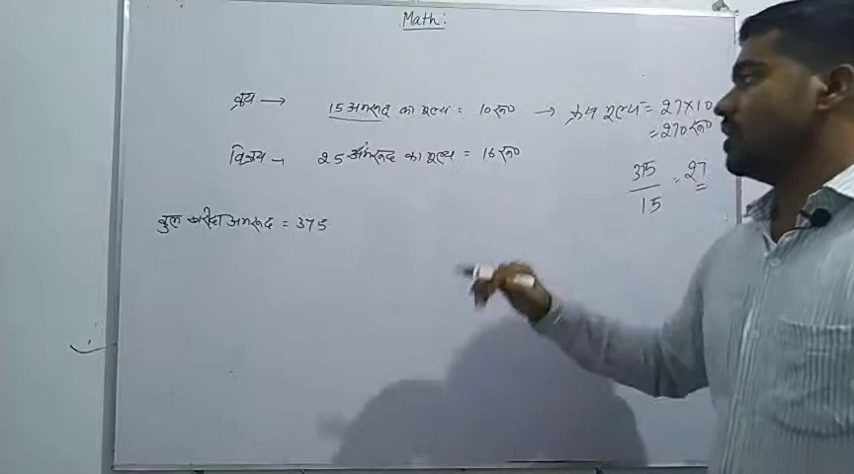 Math:
क्रय → 15 अमरूद का मूल्य = 10 रू० → क्रय मूल्य = 27×10
= 270 रू०
विक्रय → 25 अमरूद का मूल्य = 16 रू०
375/15 = 27
कुल खरीदा अमरूद = 375